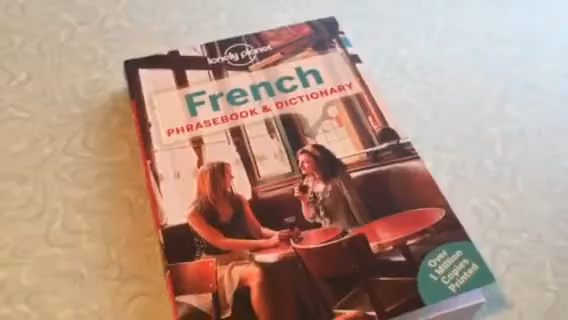 lonely planet
French
PHRASEBOOK & DICTIONARY
Over
1 Million
Copies
Printed